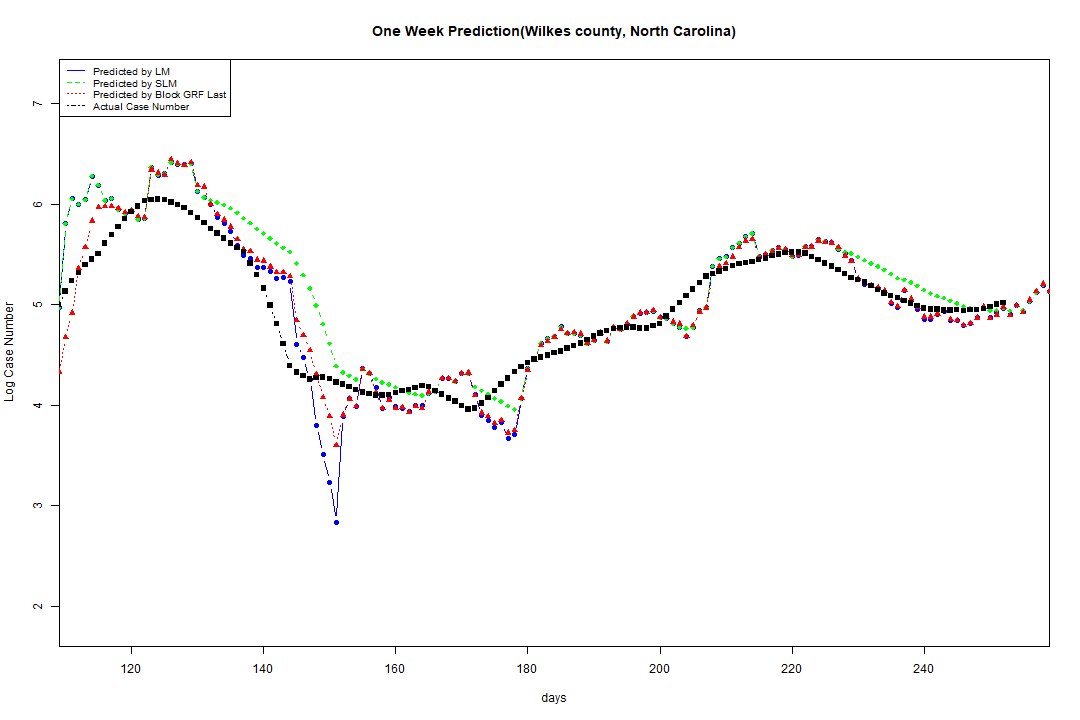 One Week Prediction(Wilkes county, North Carolina)
Predicted by LM
Predicted by SLM
Predicted by Block GRF Last
Actual Case Number
7
6
5
4
3
2
Log Case Number
120 140 160 180 200 220 240
days